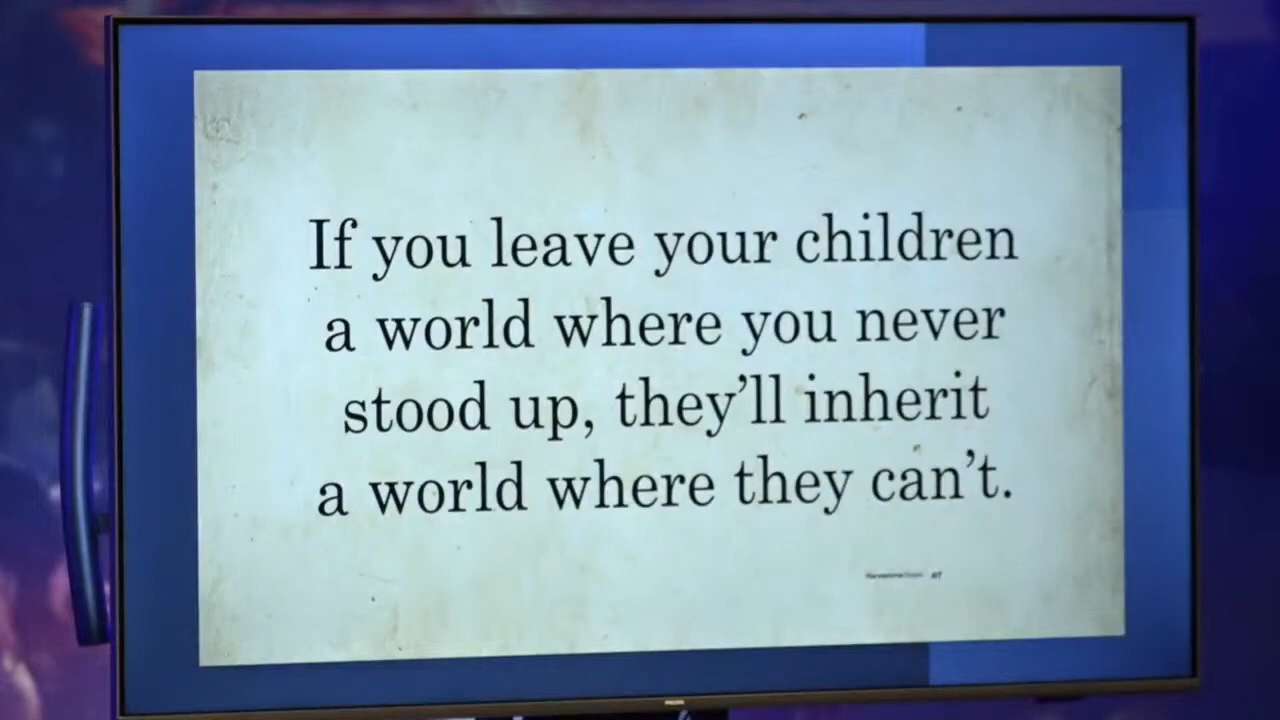 If you leave your children
a world where you never
stood up, they’ll inherit
a world where they can’t.